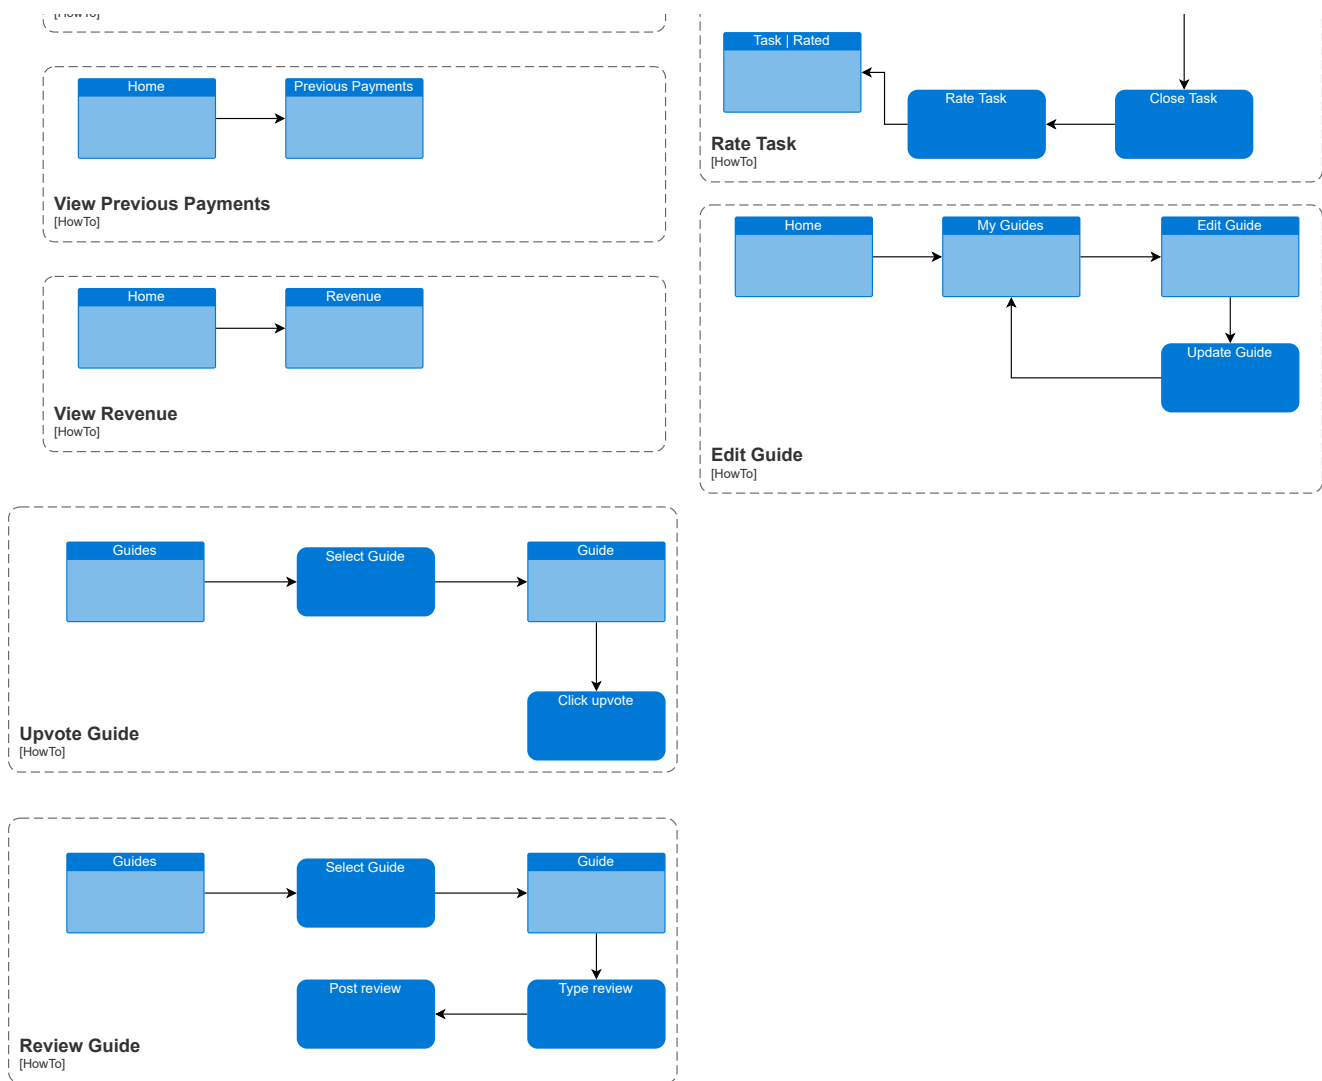 [HowTo]
Home
Previous Payments
View Previous Payments
[HowTo]
Home
Revenue
View Revenue
[HowTo]
Task | Rated
Rate Task
Close Task
Rate Task
[HowTo]
Home
My Guides
Edit Guide
Update Guide
Edit Guide
[HowTo]
Guides
Select Guide
Guide
Click upvote
Upvote Guide
[HowTo]
Guides
Select Guide
Guide
Post review
Type review
Review Guide
[HowTo]